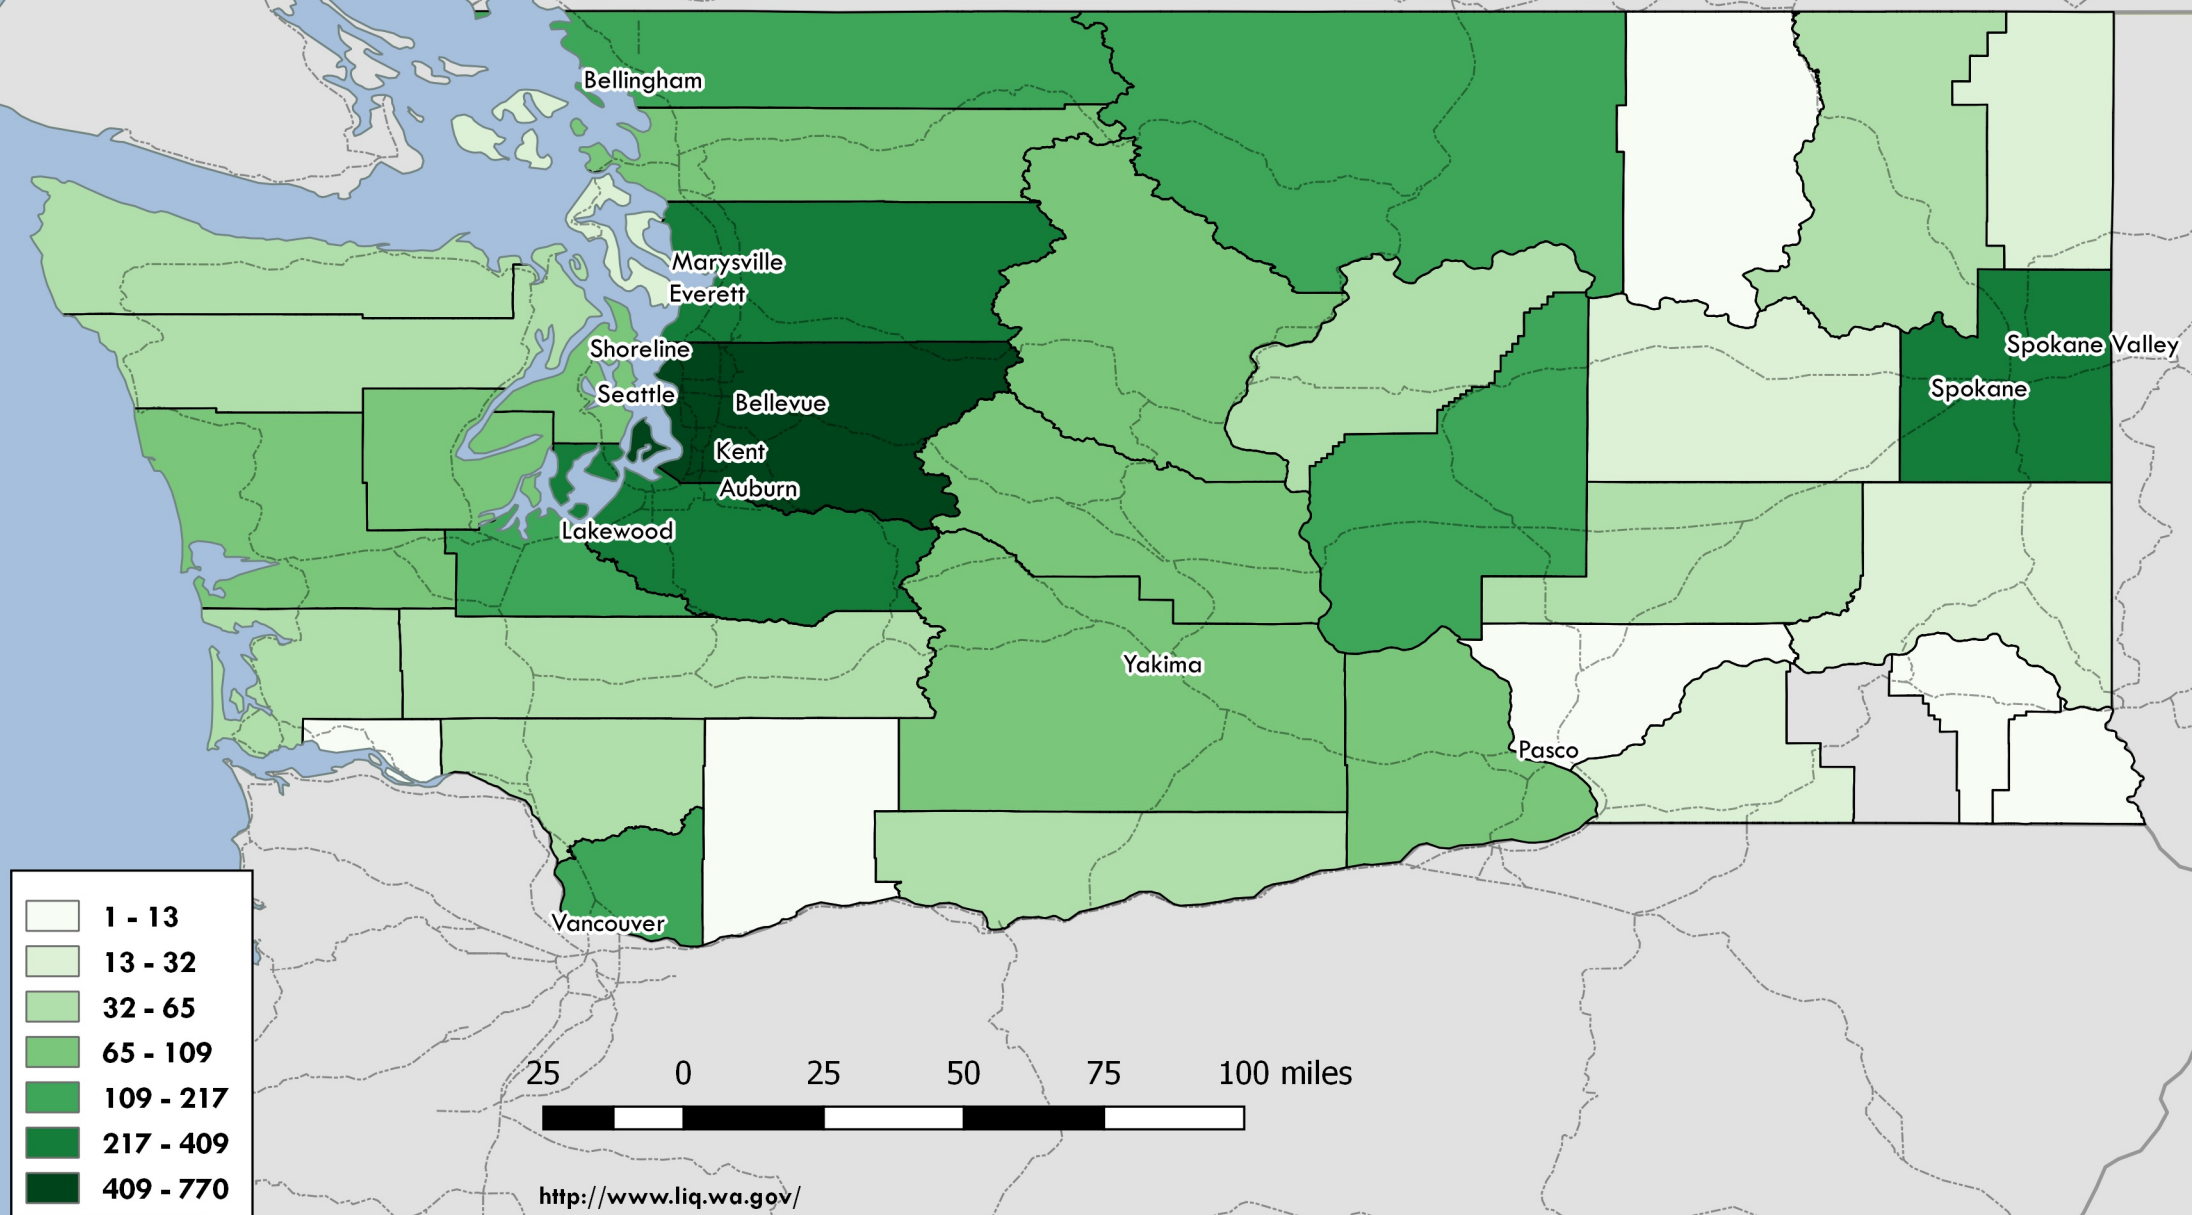 Bellingham
Marysville
Everett
Shoreline
Seattle
Bellevue
Kent
Auburn
Lakewood
Spokane Valley
Spokane
Yakima
Pasco
Vancouver
1 - 13
13 - 32
32 - 65
65 - 109
109 - 217
217 - 409
409 - 770
25 0 25 50 75 100 miles
http://www.liq.wa.gov/